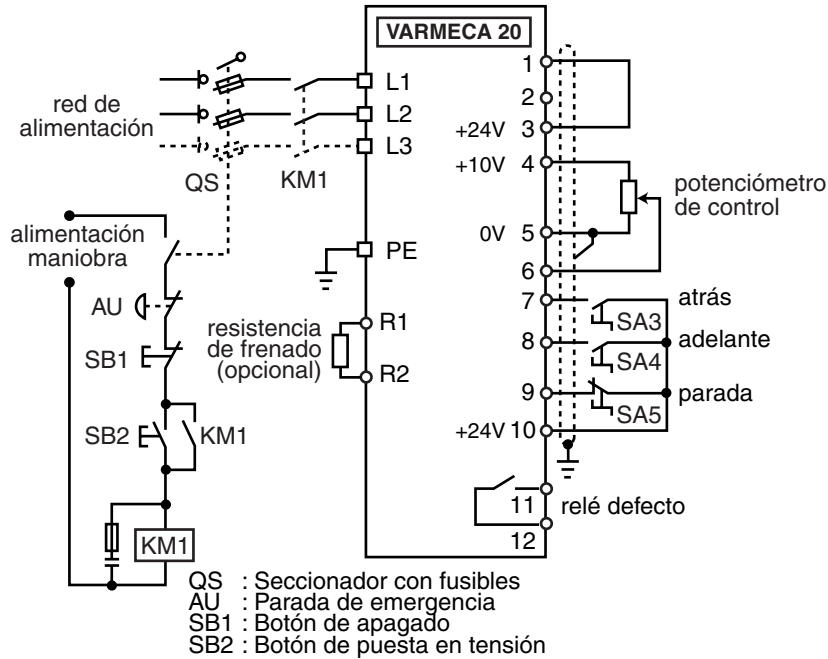 VARMECA 20
L1
L2
L3
red de
alimentación
QS
KM1
1
2
+24V 3
+10V 4
0V 5
6
potenciómetro
de control
alimentación
maniobra
PE
AU
SB1
SB2
KM1
KM1
resistencia
de frenado
(opcional)
R1
R2
7
atrás
SA3
8
adelante
SA4
9
parada
SA5
+24V 10
11
relé defecto
12
QS : Seccionador con fusibles
AU : Parada de emergencia
SB1 : Botón de apagado
SB2 : Botón de puesta en tensión